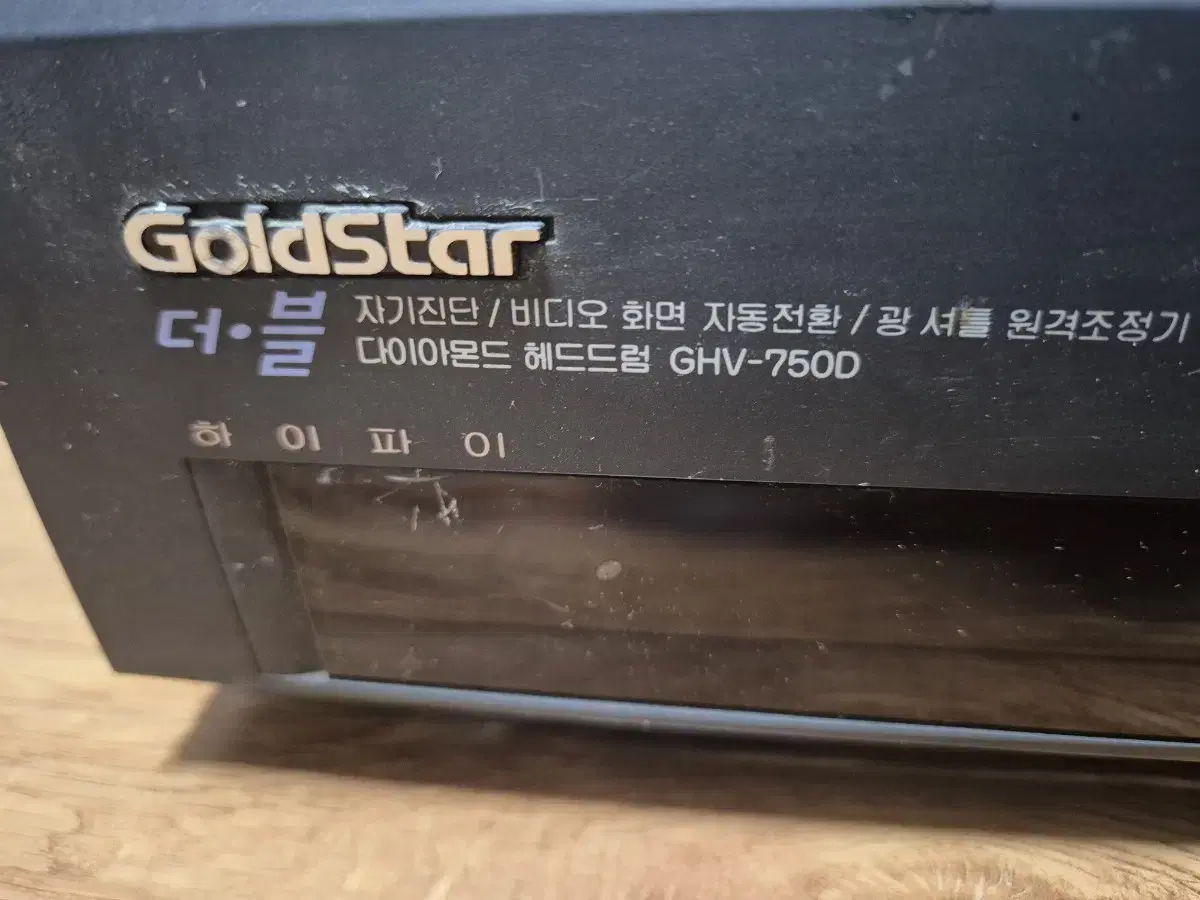 GoldStar
더·블
자기진단/비디오 화면 자동전환/광 셔틀 원격조정기
다이아몬드 헤드드럼 GHV-750D
하이파이